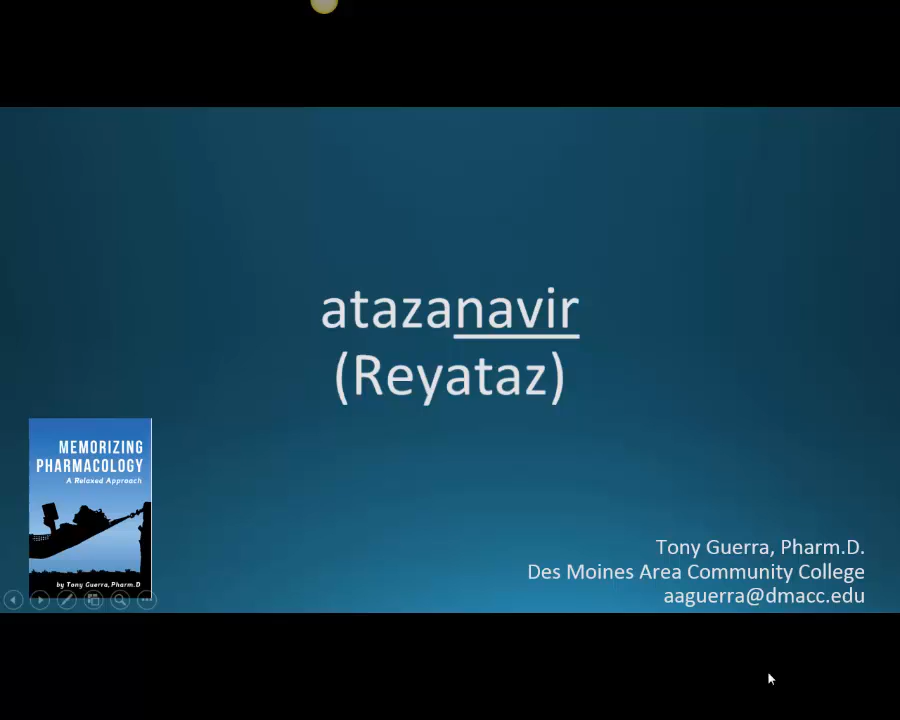 atazanavir
(Reyataz)
MEMORIZING
PHARMACOLOGY
A Relaxed Approach
by Tony Guerra, Pharm.D
Tony Guerra, Pharm.D.
Des Moines Area Community College
aaguerra@dmacc.edu